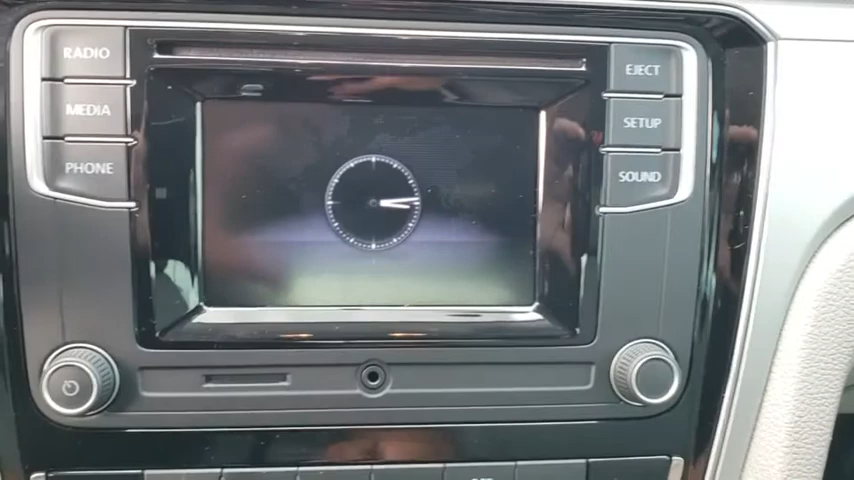 RADIO
MEDIA
PHONE
EJECT
SETUP
SOUND